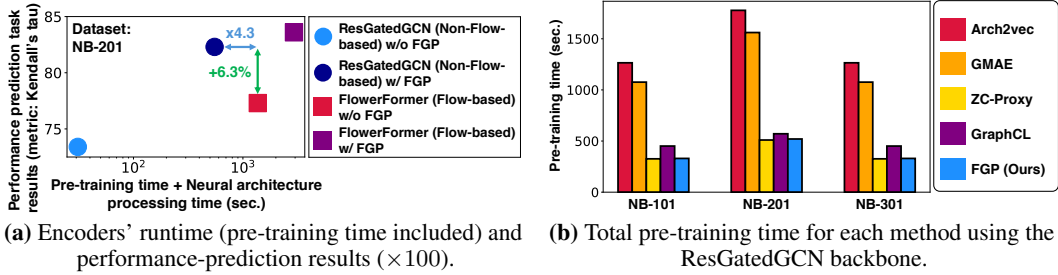 Performance prediction task
results (metric: Kendall's tau)
85
80
75
Dataset:
NB-201
x4.3
+6.3%
10²
10³
Pre-training time + Neural architecture
processing time (sec.)
ResGatedGCN (Non-Flow-
based) w/o FGP
ResGatedGCN (Non-Flow-
based) w/ FGP
FlowerFormer (Flow-based)
w/o FGP
FlowerFormer (Flow-based)
w/ FGP
(a) Encoders' runtime (pre-training time included) and
performance-prediction results (×100).
Pre-training time (sec.)
1500
1000
500
0
NB-101
NB-201
NB-301
Arch2vec
GMAE
ZC-Proxy
GraphCL
FGP (Ours)
(b) Total pre-training time for each method using the
ResGatedGCN backbone.